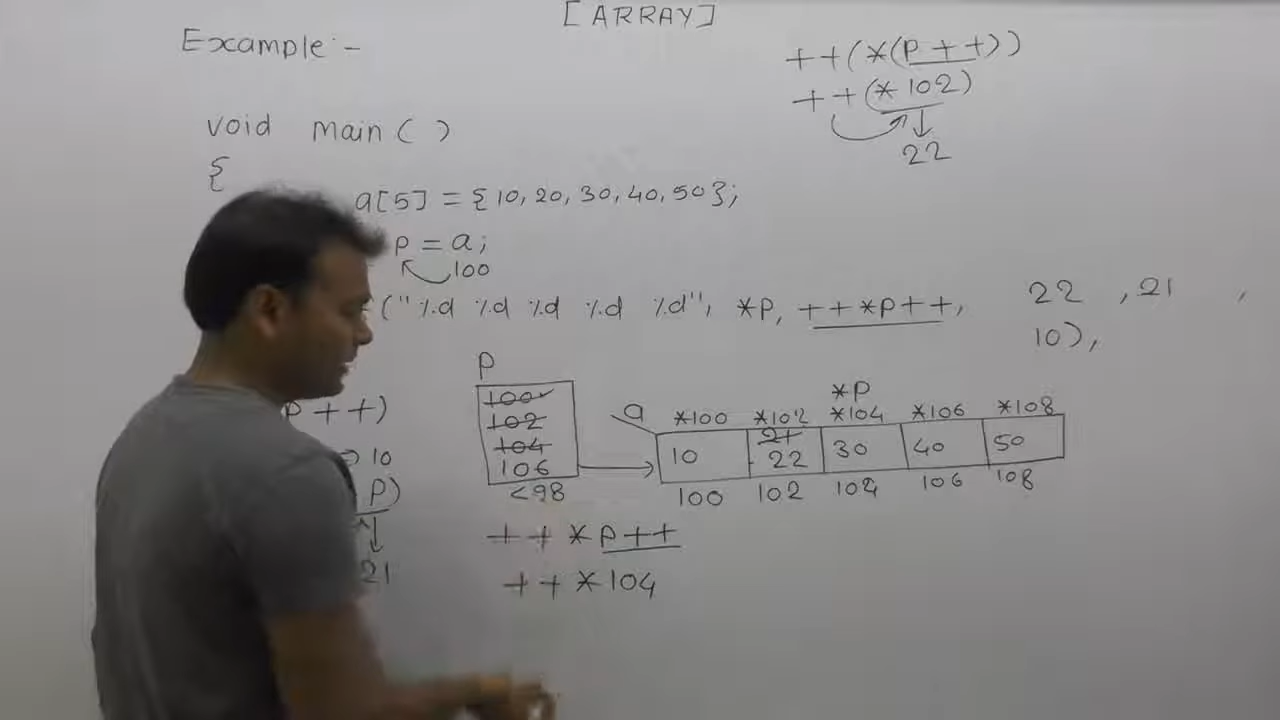 [ARRAY]
Example:-
++(*(P++))
++(*102)
22
void main( )
{
a[5] = {10, 20, 30, 40, 50};
P = a;
100
("%d %d %d %d %d", *P, ++*P++, 22 , 21 ,
10),
P
100
102
104
106
<98
*P
a *100 *102 *104 *106 *108
10 21 22 30 40 50
100 102 104 106 108
P++)
10
P)
21
++*P++
++*104